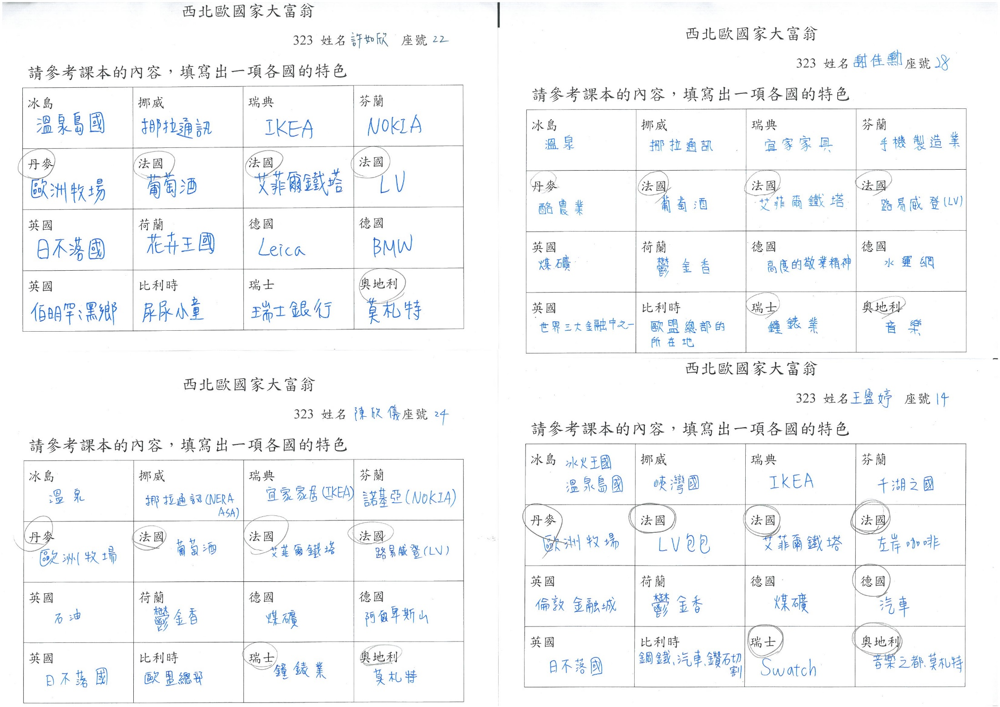 西北歐國家大富翁
323 姓名 許如欣 座號 22
請參考課本的內容，填寫出一項各國的特色
冰島
溫泉島國
挪威
挪拉通訊
瑞典
IKEA
芬蘭
NOKIA
丹麥
歐洲牧場
法國
葡萄酒
法國
艾菲爾鐵塔
法國
LV
英國
日不落國
荷蘭
花卉王國
德國
Leica
德國
BMW
英國
伯明罕：黑鄉
比利時
尿尿小童
瑞士
瑞士銀行
奧地利
莫札特
西北歐國家大富翁
323 姓名 謝佳勳 座號 28
請參考課本的內容，填寫出一項各國的特色
冰島
溫泉
挪威
挪拉通訊
瑞典
宜家家具
芬蘭
手機製造業
丹麥
酪農業
法國
葡萄酒
法國
艾菲爾鐵塔
法國
路易威登(LV)
英國
煤礦
荷蘭
鬱金香
德國
高度的敬業精神
德國
水運網
英國
世界三大金融中之一
比利時
歐盟總部的
所在地
瑞士
鐘錶業
奧地利
音樂
西北歐國家大富翁
323 姓名 陳欣儀 座號 24
請參考課本的內容，填寫出一項各國的特色
冰島
溫泉
挪威
挪拉通訊(NERA
ASA)
瑞典
宜家家居(IKEA)
芬蘭
諾基亞(NOKIA)
丹麥
歐洲牧場
法國
葡萄酒
法國
艾菲爾鐵塔
法國
路易威登(LV)
英國
石油
荷蘭
鬱金香
德國
煤礦
德國
阿爾卑斯山
英國
日不落國
比利時
歐盟總部
瑞士
鐘錶業
奧地利
莫札特
西北歐國家大富翁
323 姓名 王盈婷 座號 14
請參考課本的內容，填寫出一項各國的特色
冰島 冰火王國
溫泉島國
挪威
峽灣國
瑞典
IKEA
芬蘭
千湖之國
丹麥
歐洲牧場
法國
LV包包
法國
艾菲爾鐵塔
法國
左岸咖啡
英國
倫敦金融城
荷蘭
鬱金香
德國
煤礦
德國
汽車
英國
日不落國
比利時
鋼鐵、汽車、鑽石切
割
瑞士
Swatch
奧地利
音樂之都、莫札特